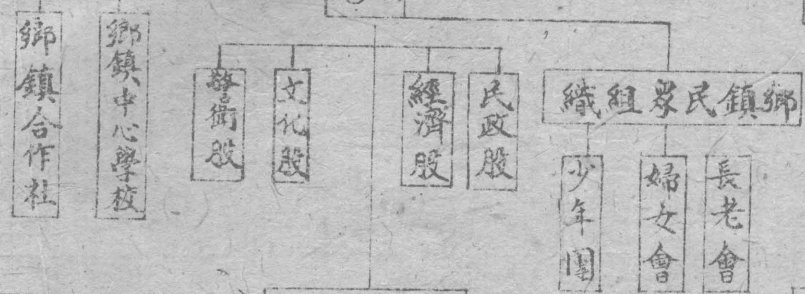 鄉鎮民眾組織
長老會
婦女會
少年團
民政股
經濟股
文化股
警衛股
鄉鎮中心學校
鄉鎮合作社